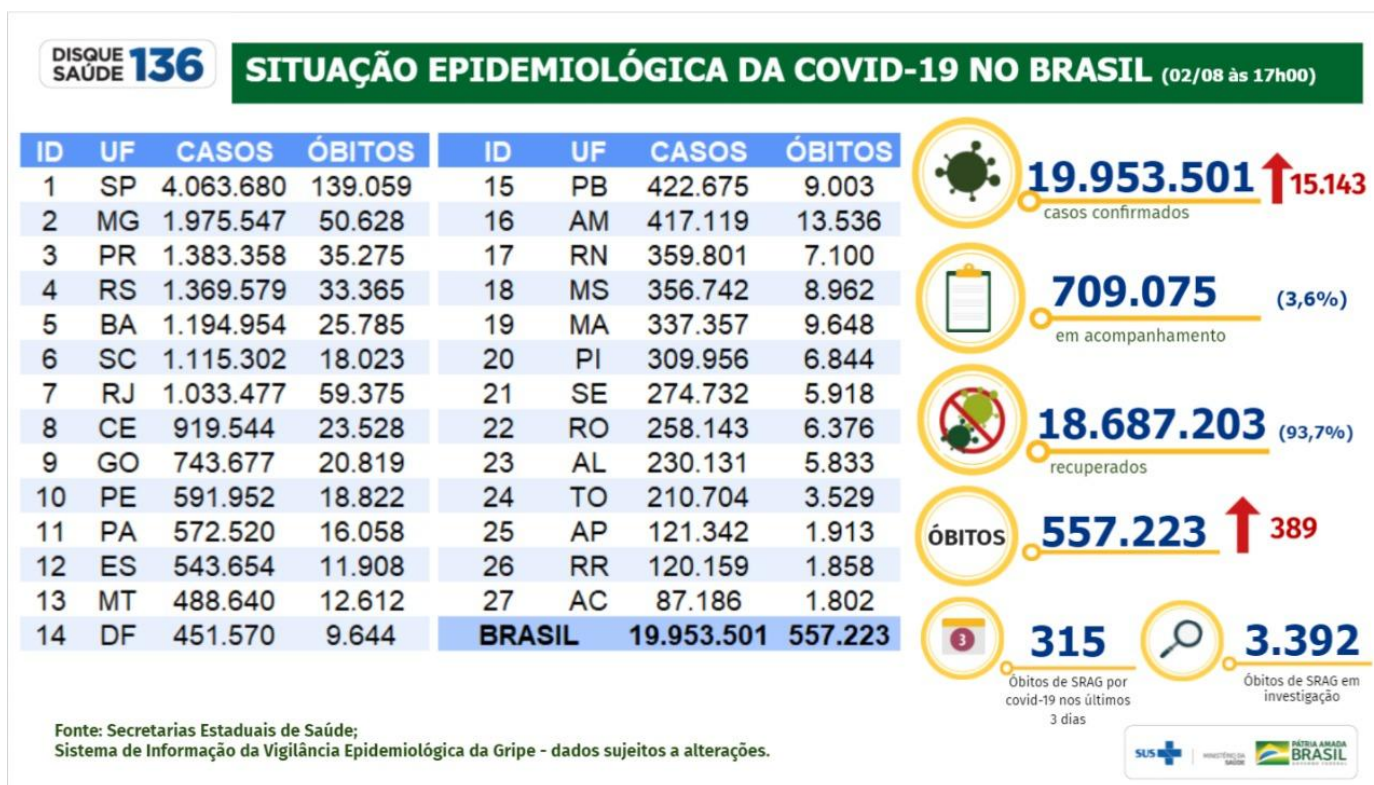 DISQUE SAÚDE 136
SITUAÇÃO EPIDEMIOLÓGICA DA COVID-19 NO BRASIL (02/08 às 17h00)
ID UF CASOS ÓBITOS ID UF CASOS ÓBITOS
1 SP 4.063.680 139.059 15 PB 422.675 9.003
2 MG 1.975.547 50.628 16 AM 417.119 13.536
3 PR 1.383.358 35.275 17 RN 359.801 7.100
4 RS 1.369.579 33.365 18 MS 356.742 8.962
5 BA 1.194.954 25.785 19 MA 337.357 9.648
6 SC 1.115.302 18.023 20 PI 309.956 6.844
7 RJ 1.033.477 59.375 21 SE 274.732 5.918
8 CE 919.544 23.528 22 RO 258.143 6.376
9 GO 743.677 20.819 23 AL 230.131 5.833
10 PE 591.952 18.822 24 TO 210.704 3.529
11 PA 572.520 16.058 25 AP 121.342 1.913
12 ES 543.654 11.908 26 RR 120.159 1.858
13 MT 488.640 12.612 27 AC 87.186 1.802
14 DF 451.570 9.644 BRASIL 19.953.501 557.223
19.953.501 15.143
casos confirmados
709.075 (3,6%)
em acompanhamento
18.687.203 (93,7%)
recuperados
ÓBITOS 557.223 389
3 315
Óbitos de SRAG por
covid-19 nos últimos
3 dias
3.392
Óbitos de SRAG em
investigação
Fonte: Secretarias Estaduais de Saúde;
Sistema de Informação da Vigilância Epidemiológica da Gripe - dados sujeitos a alterações.
SUS
MINISTÉRIO DA
SAÚDE
PÁTRIA AMADA
BRASIL
GOVERNO FEDERAL